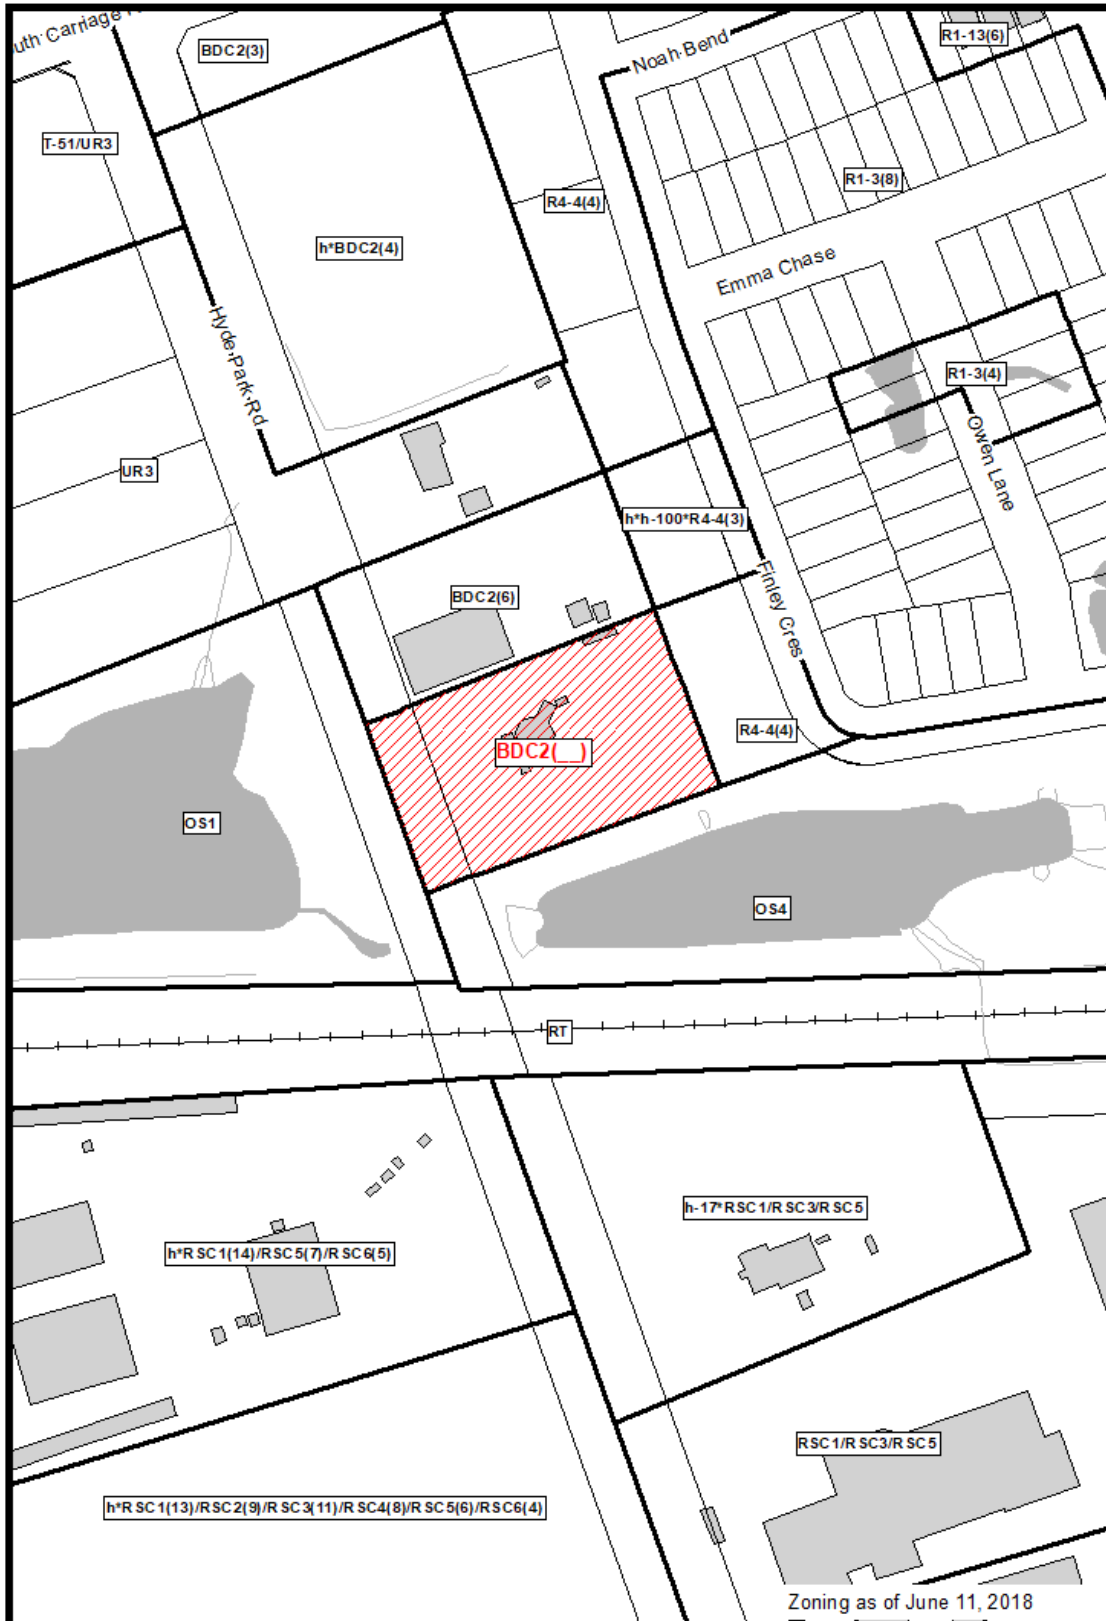 uth Carriage
BDC2(3)
Noah Bend
R1-13(6)
T-51/UR3
R1-3(8)
R4-4(4)
h*BDC2(4)
Emma Chase
Hyde Park Rd
R1-3(4)
Owen Lane
UR3
h*h-100*R4-4(3)
Finley Cres
BDC2(6)
R4-4(4)
BDC2(__)
OS1
OS4
RT
h-17*RSC1/RSC3/RSC5
h*RSC1(14)/RSC5(7)/RSC6(5)
RSC1/RSC3/RSC5
h*RSC1(13)/RSC2(9)/RSC3(11)/RSC4(8)/RSC5(6)/RSC6(4)
Zoning as of June 11, 2018